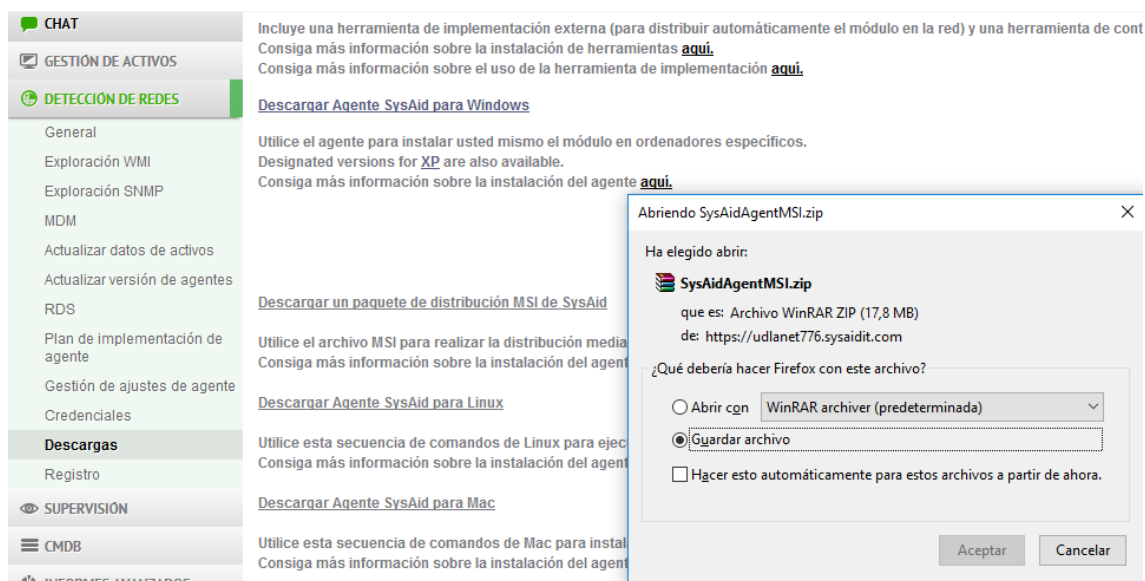 CHAT
GESTIÓN DE ACTIVOS
DETECCIÓN DE REDES
General
Exploración WMI
Exploración SNMP
MDM
Actualizar datos de activos
Actualizar versión de agentes
RDS
Plan de implementación de
agente
Gestión de ajustes de agente
Credenciales
Descargas
Registro
SUPERVISIÓN
CMDB
INFORMES AVANZADOS
Incluye una herramienta de implementación externa (para distribuir automáticamente el módulo en la red) y una herramienta de cont
Consiga más información sobre la instalación de herramientas aquí.
Consiga más información sobre el uso de la herramienta de implementación aquí.
Descargar Agente SysAid para Windows
Utilice el agente para instalar usted mismo el módulo en ordenadores específicos.
Designated versions for XP are also available.
Consiga más información sobre la instalación del agente aquí.
Descargar un paquete de distribución MSI de SysAid
Utilice el archivo MSI para realizar la distribución media
Consiga más información sobre la instalación del agent
Descargar Agente SysAid para Linux
Utilice esta secuencia de comandos de Linux para ejec
Consiga más información sobre la instalación del agent
Descargar Agente SysAid para Mac
Utilice esta secuencia de comandos de Mac para instal
Consiga más información sobre la instalación del agent
Abriendo SysAidAgentMSI.zip
Ha elegido abrir:
SysAidAgentMSI.zip
que es: Archivo WinRAR ZIP (17,8 MB)
de: https://udlanet776.sysaidit.com
¿Qué debería hacer Firefox con este archivo?
Abrir con WinRAR archiver (predeterminada)
Guardar archivo
Hacer esto automáticamente para estos archivos a partir de ahora.
Aceptar Cancelar